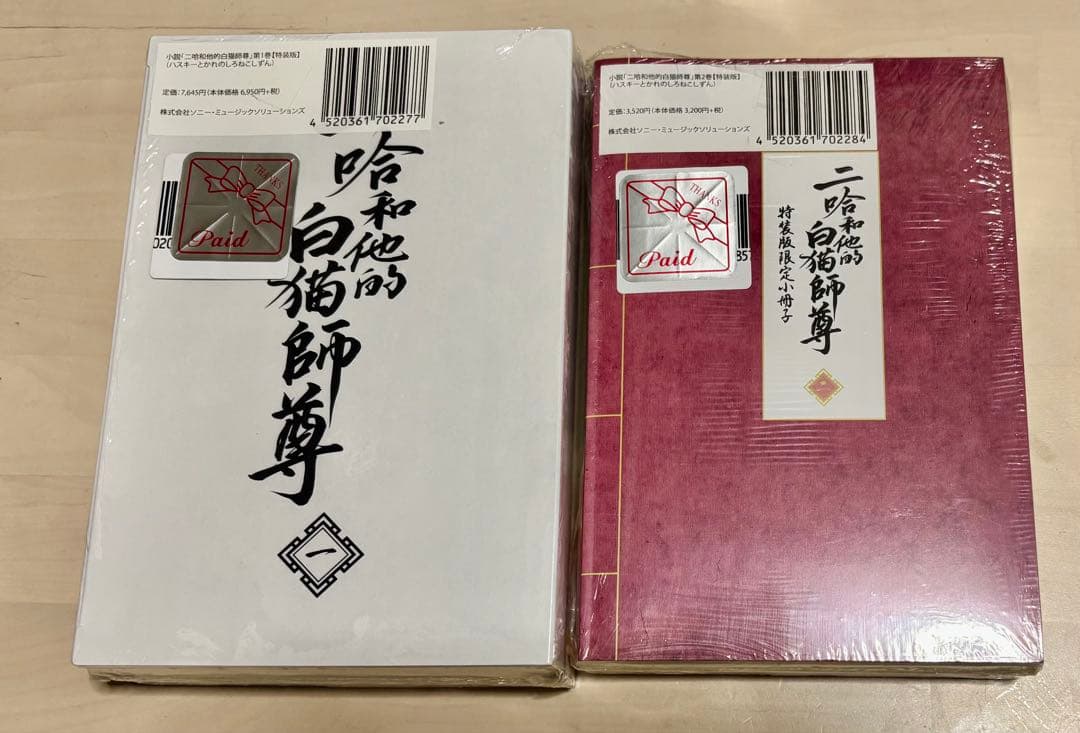 小説「二哈和他的白猫師尊」第1巻【特装版】
(ハスキーとかれのしろねこしずん)
定価:7,645円(本体価格 6,950円+税)
株式会社ソニー・ミュージックソリューションズ
4 520361 702277
THANKS
Paid
020
哈和他的
白猫師尊
一
小説「二哈和他的白猫師尊」第2巻【特装版】
(ハスキーとかれのしろねこしずん)
定価:3,520円(本体価格 3,200円+税)
株式会社ソニー・ミュージックソリューションズ
4 520361 702284
THANKS
Paid
857
二哈和他的
白猫師尊
特装版限定小冊子
二